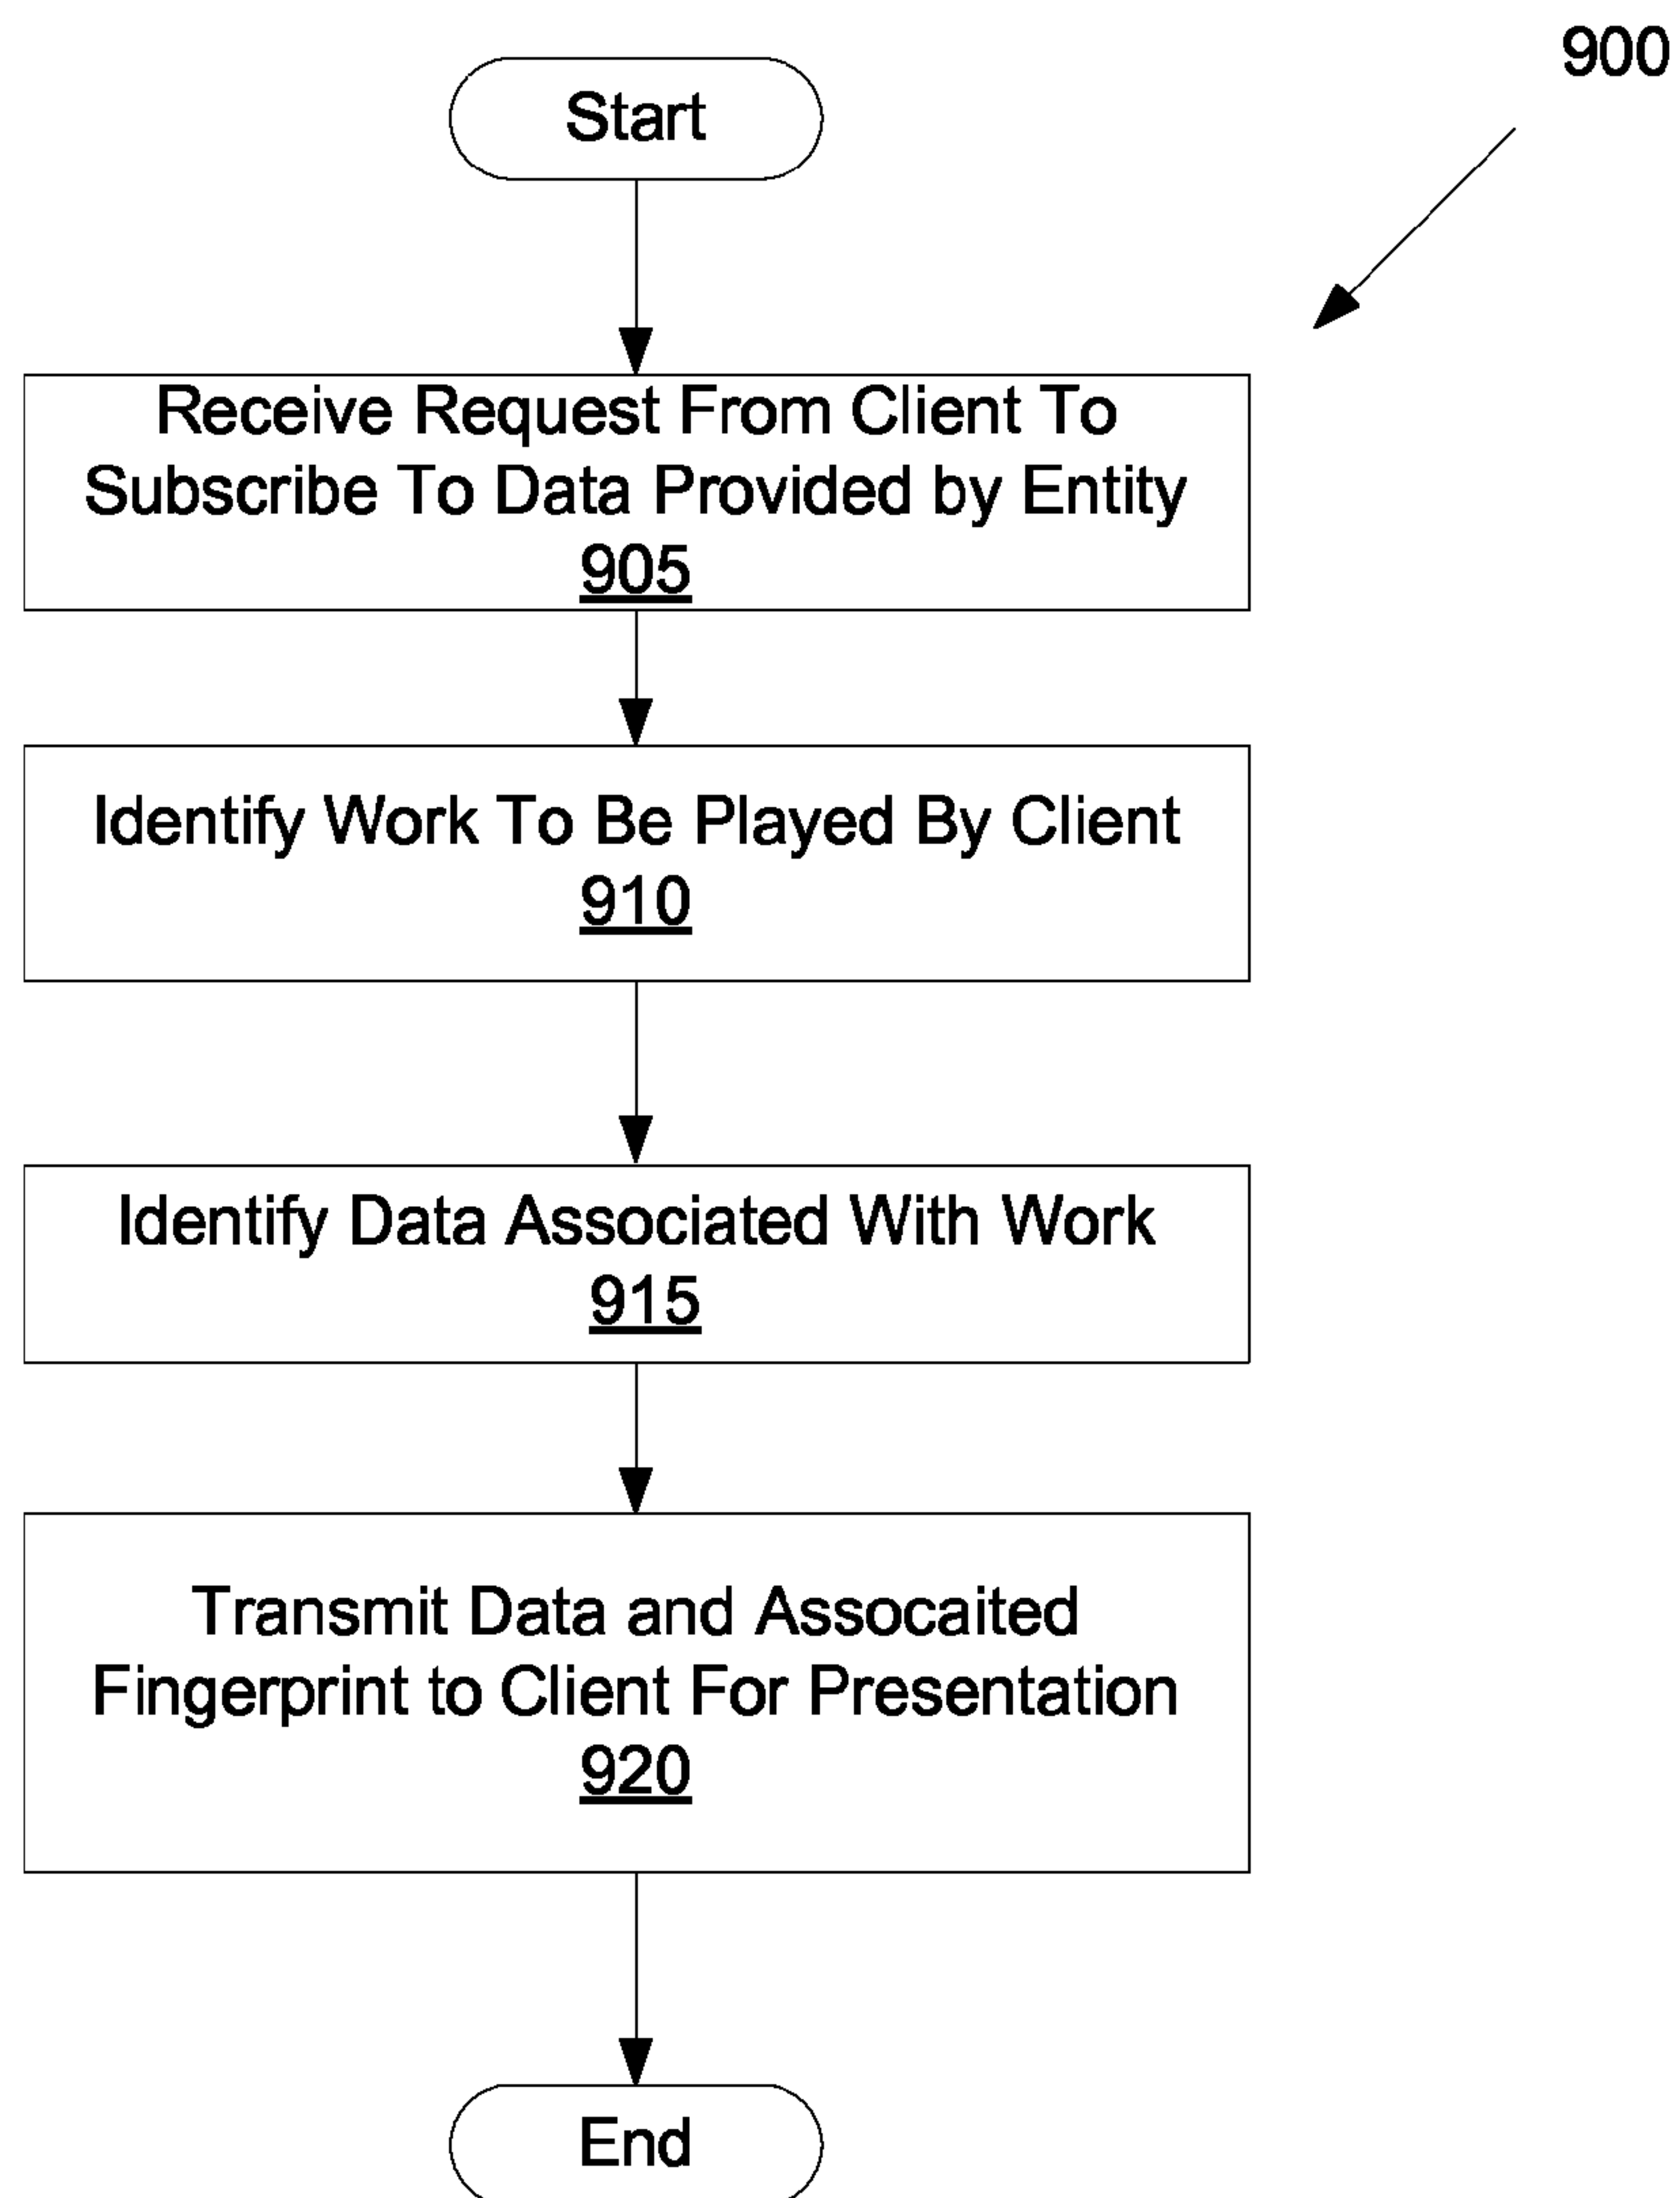 900
Start
Receive Request From Client To
Subscribe To Data Provided by Entity
905
Identify Work To Be Played By Client
910
Identify Data Associated With Work
915
Transmit Data and Assocaited
Fingerprint to Client For Presentation
920
End